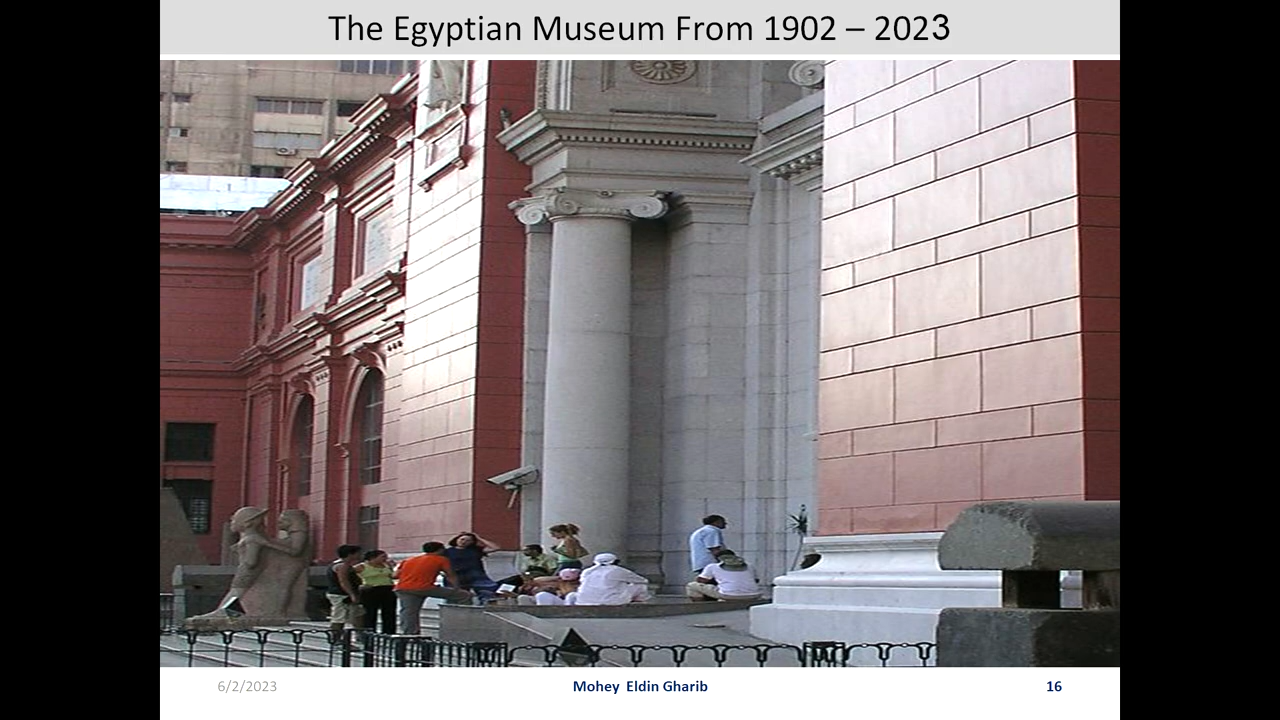 The Egyptian Museum From 1902 – 2023
6/2/2023
Mohey Eldin Gharib
16